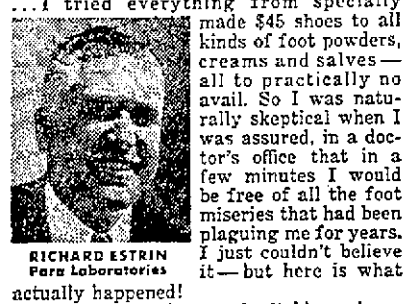 ...I tried everything from specially
made $45 shoes to all
kinds of foot powders,
creams and salves—
all to practically no
avail. So I was natu-
rally skeptical when I
was assured, in a doc-
tor's office that in a
few minutes I would
be free of all the foot
miseries that had been
plaguing me for years.
I just couldn't believe
it—but here is what
actually happened!
RICHARD ESTRIN
Para Laboratories